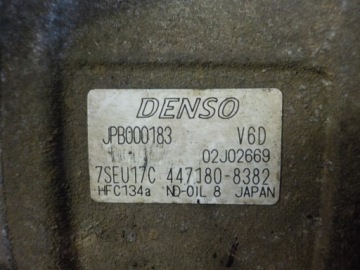 DENSO
JPB000183 V6D
02J02669
7SEU17C 447180-8382
HFC134a ND-OIL 8 JAPAN